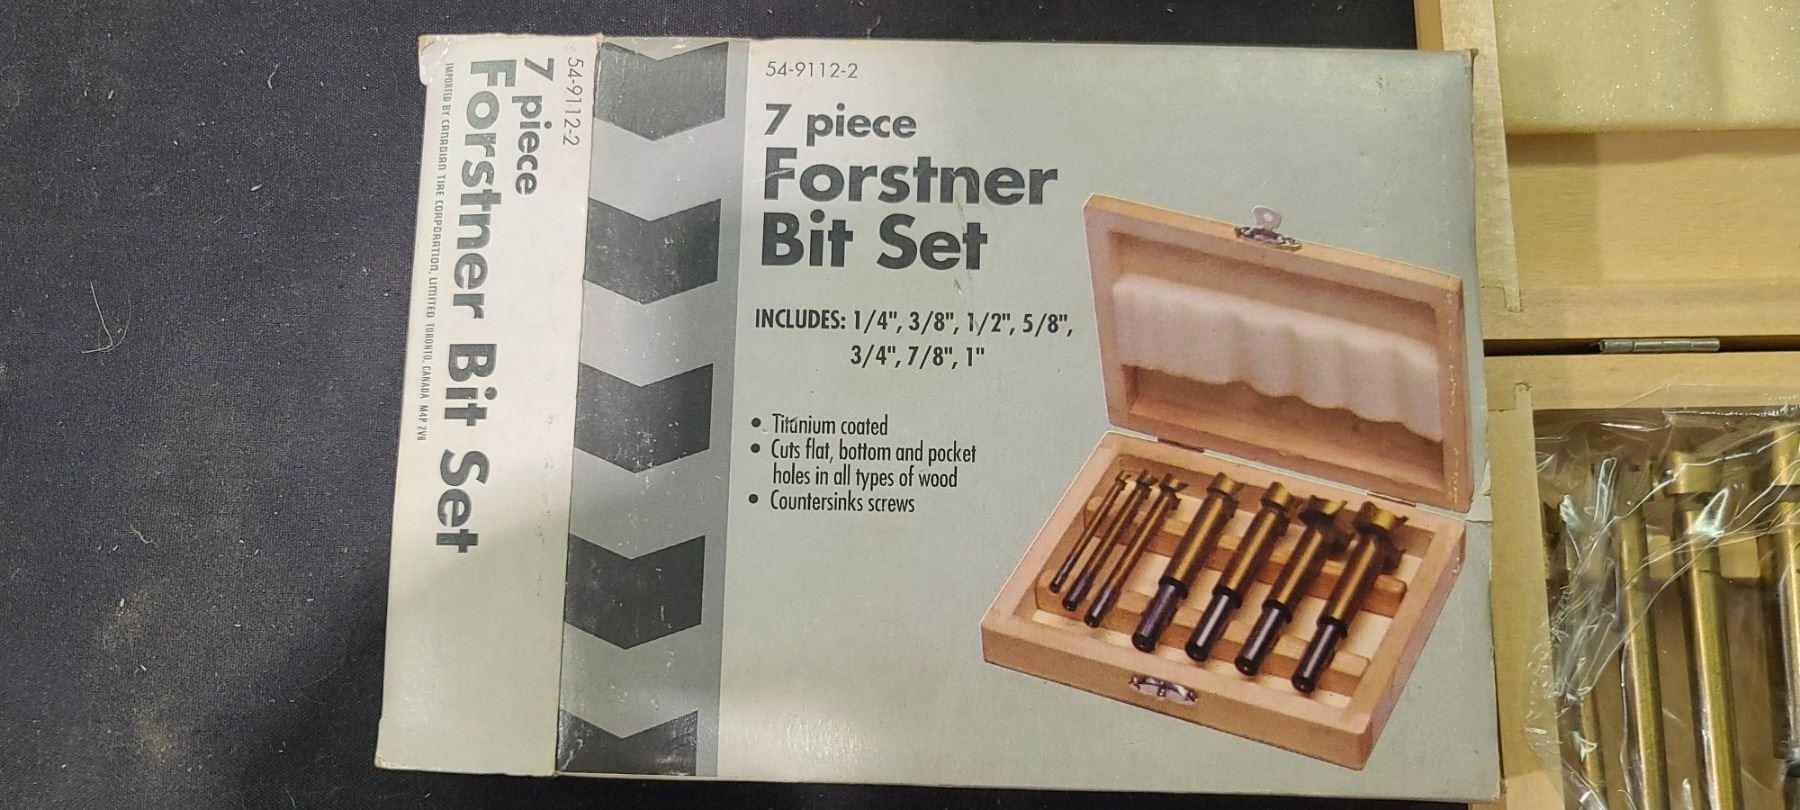 54-9112-2
7 piece
Forstner Bit Set
IMPORTED BY CANADIAN TIRE CORPORATION, LIMITED TORONTO, CANADA M4P 2V8
54-9112-2
7 piece
Forstner
Bit Set
INCLUDES: 1/4", 3/8", 1/2", 5/8",
3/4", 7/8", 1"
• Titanium coated
• Cuts flat, bottom and pocket
holes in all types of wood
• Countersinks screws